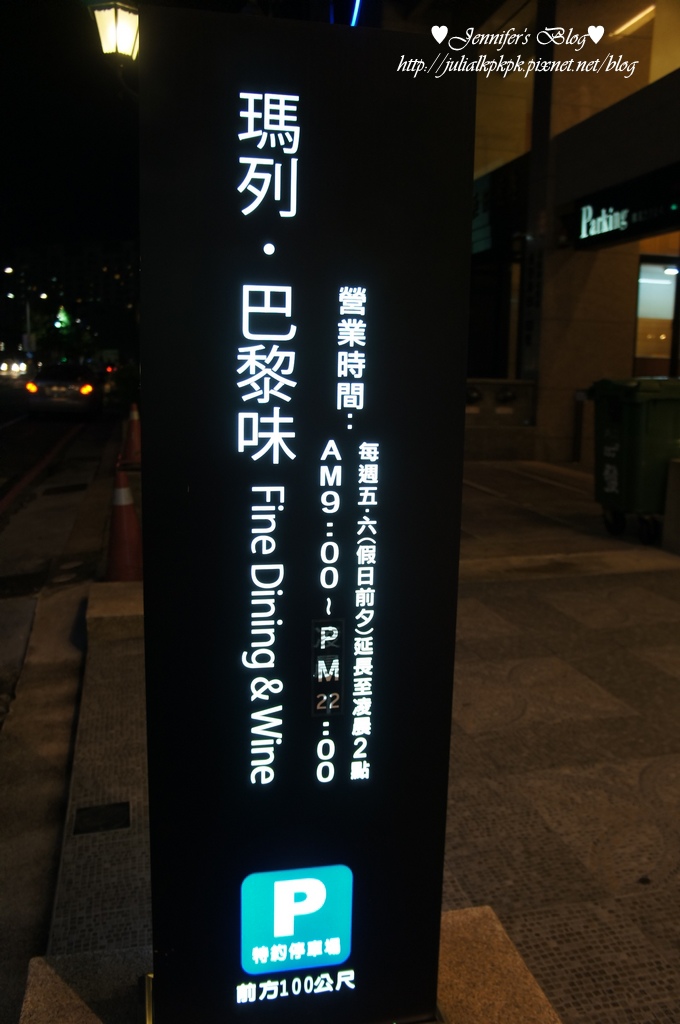 ♥Jennifer's Blog♥
http://julialkpkpk.pixnet.net/blog
Parking
瑪列·巴黎味 Fine Dining & Wine
營業時間:
每週五·六(假日前夕)延長至凌晨2點
AM9:00~PM22:00
P
特約停車場
前方100公尺